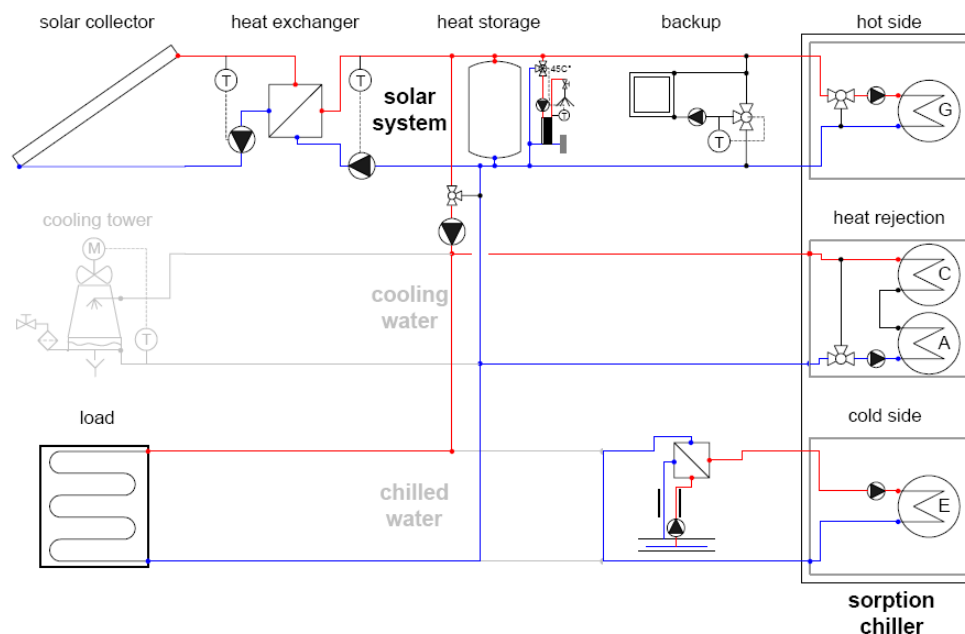 solar collector
heat exchanger
heat storage
backup
hot side
T
T
45C°
T
T
G
solar
system
cooling tower
M
heat rejection
C
cooling
water
T
A
load
cold side
chilled
water
E
sorption
chiller